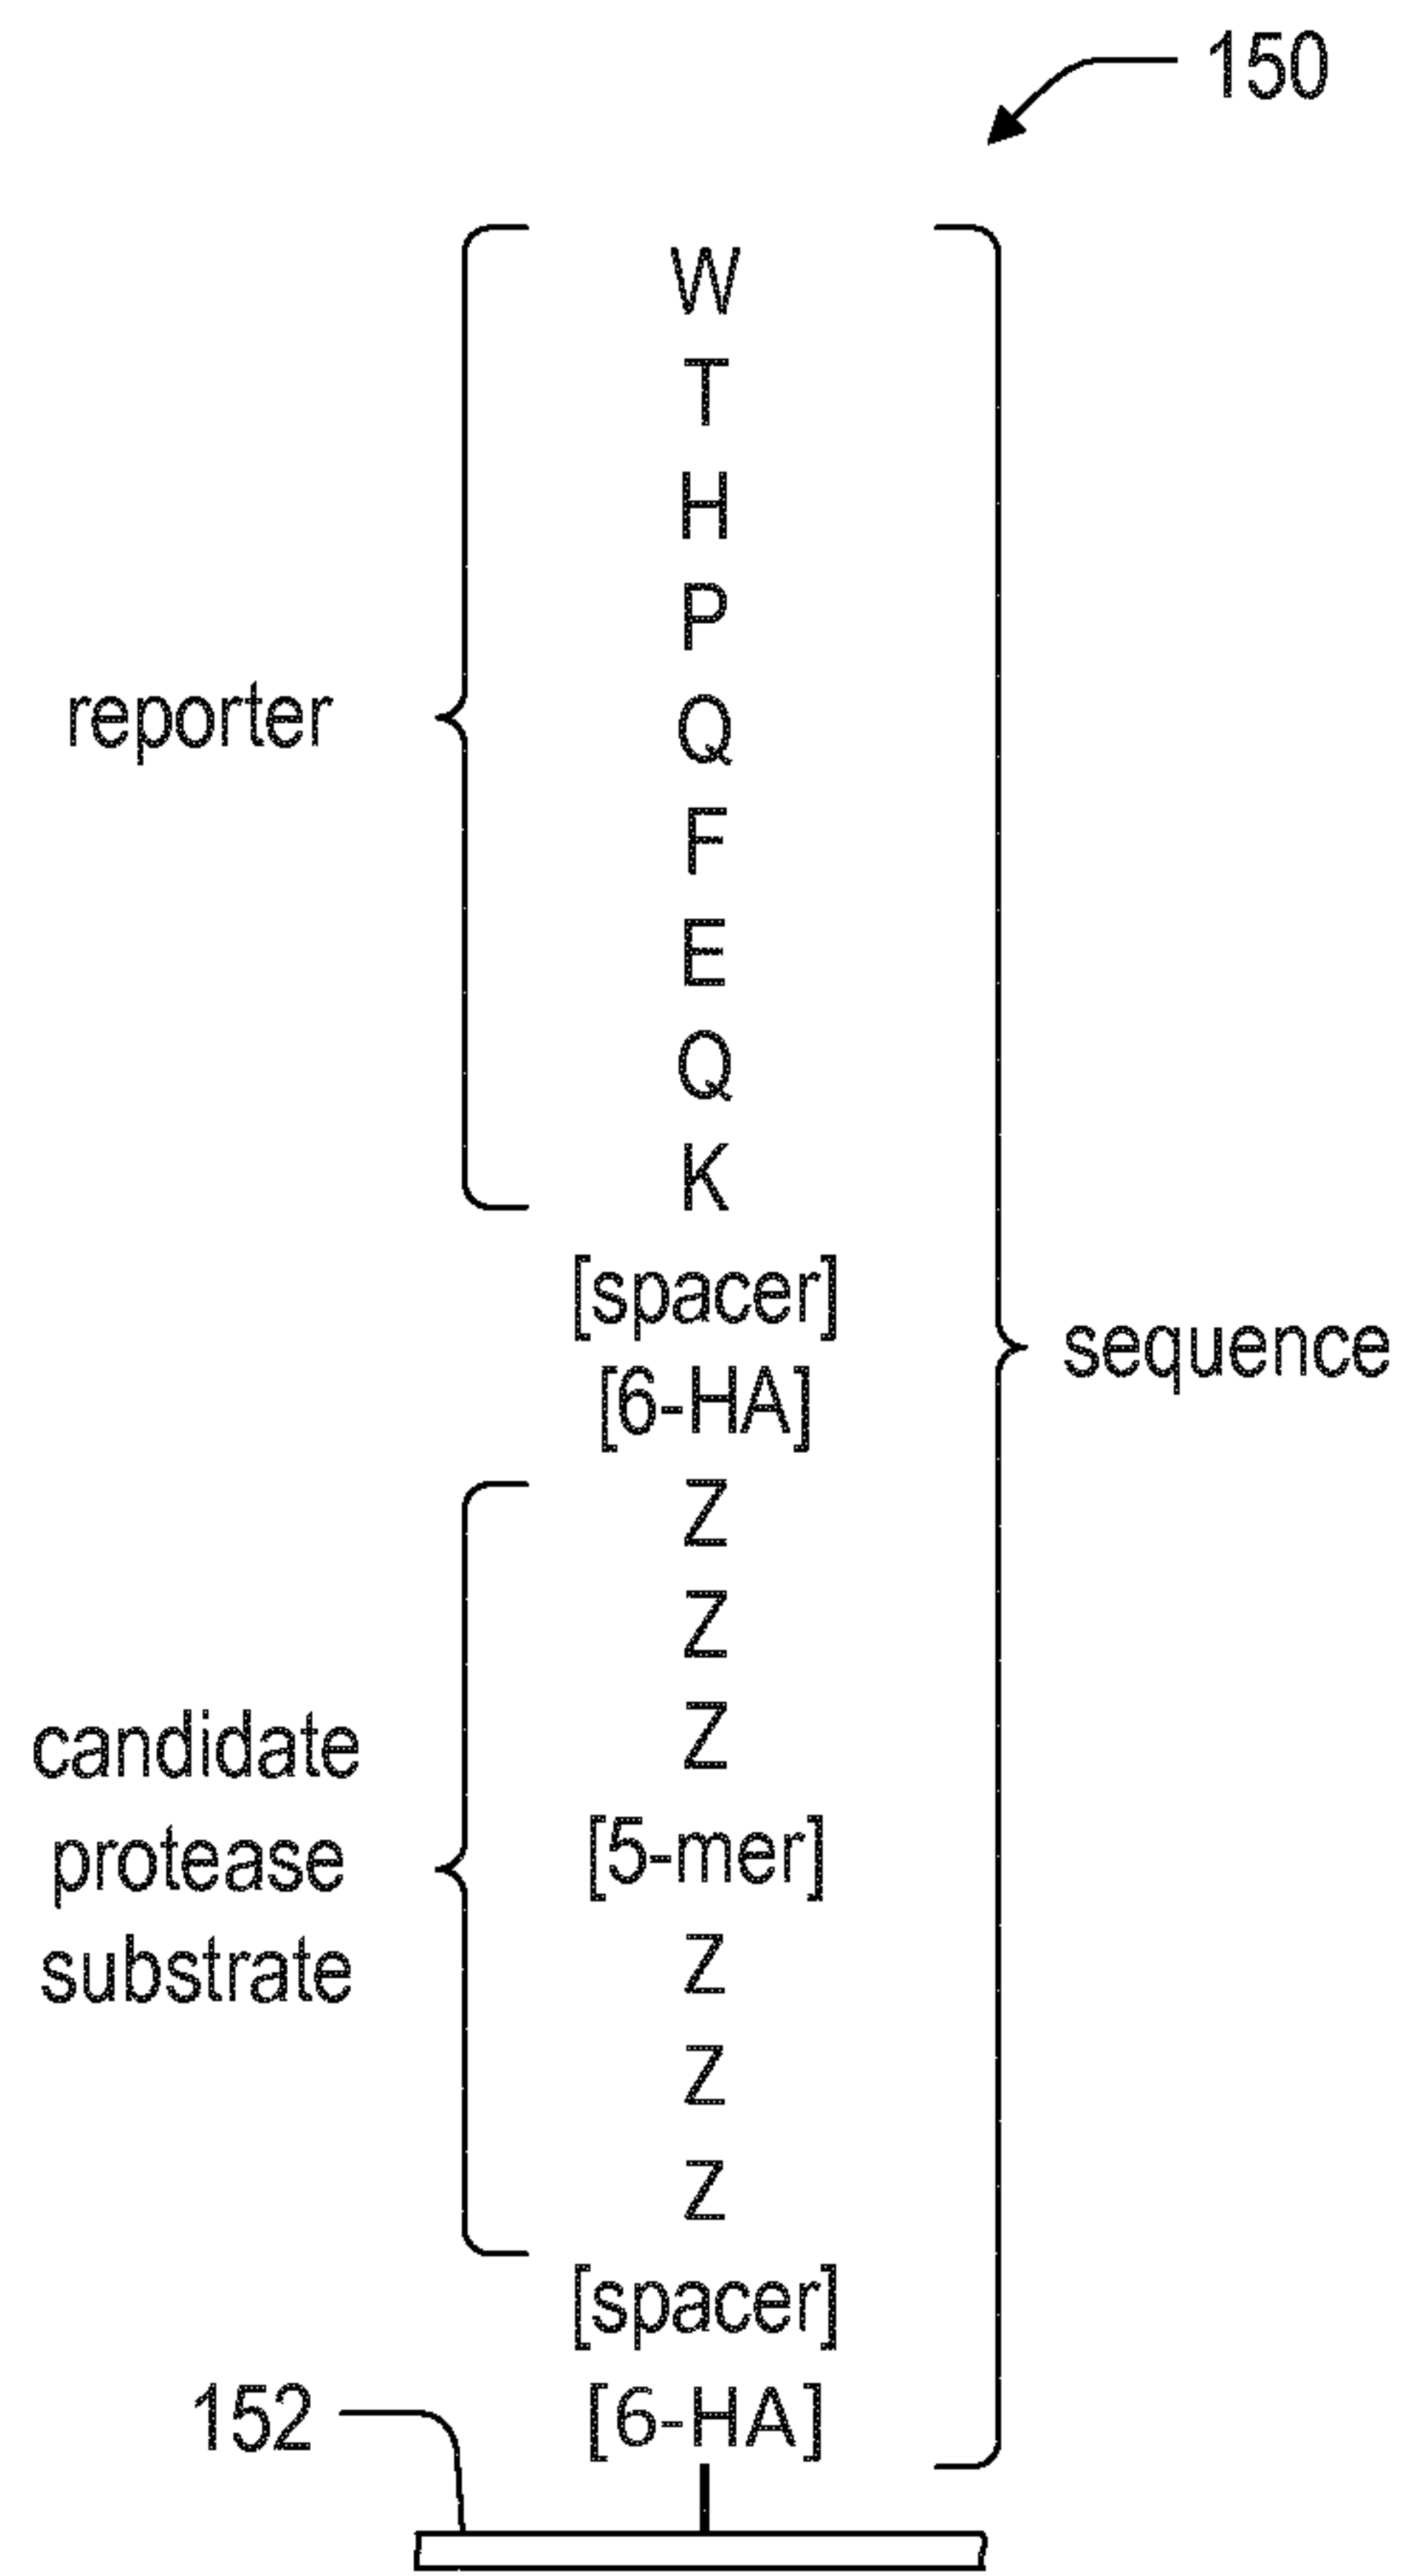 150
W
T
H
P
reporter
Q
F
E
Q
K
[spacer]
sequence
[6-HA]
Z
Z
candidate
protease
substrate
Z
[5-mer]
Z
Z
Z
[spacer]
152
[6-HA]